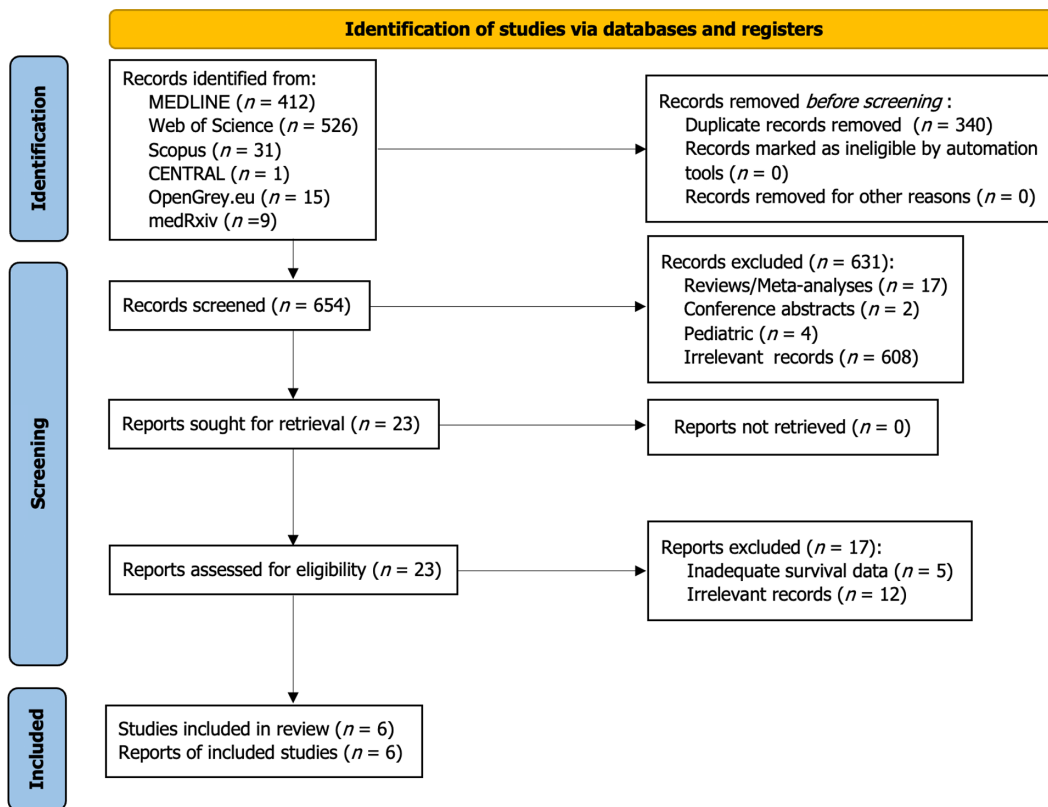 Identification of studies via databases and registers
Identification
Records identified from:
MEDLINE (n = 412)
Web of Science (n = 526)
Scopus (n = 31)
CENTRAL (n = 1)
OpenGrey.eu (n = 15)
medRxiv (n =9)
Records removed before screening :
Duplicate records removed (n = 340)
Records marked as ineligible by automation
tools (n = 0)
Records removed for other reasons (n = 0)
Screening
Records screened (n = 654)
Records excluded (n = 631):
Reviews/Meta-analyses (n = 17)
Conference abstracts (n = 2)
Pediatric (n = 4)
Irrelevant records (n = 608)
Reports sought for retrieval (n = 23)
Reports not retrieved (n = 0)
Reports assessed for eligibility (n = 23)
Reports excluded (n = 17):
Inadequate survival data (n = 5)
Irrelevant records (n = 12)
Included
Studies included in review (n = 6)
Reports of included studies (n = 6)